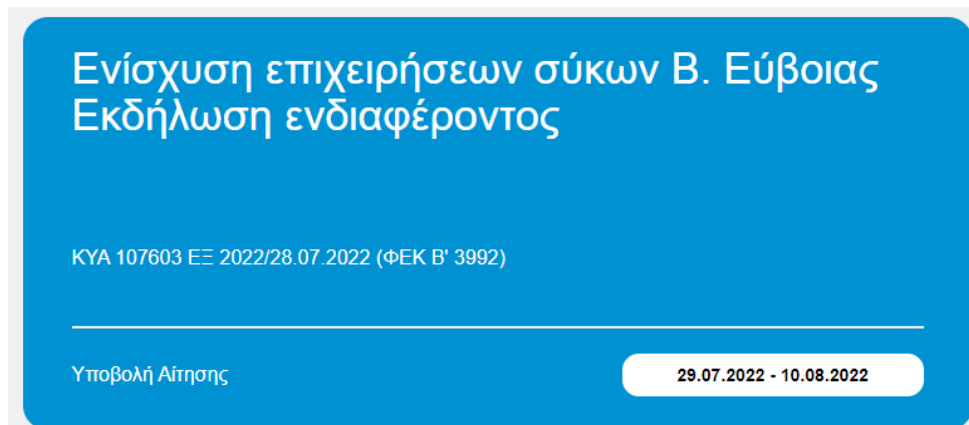 Ενίσχυση επιχειρήσεων σύκων Β. Εύβοιας
Εκδήλωση ενδιαφέροντος
ΚΥΑ 107603 ΕΞ 2022/28.07.2022 (ΦΕΚ Β' 3992)
Υποβολή Αίτησης
29.07.2022 - 10.08.2022